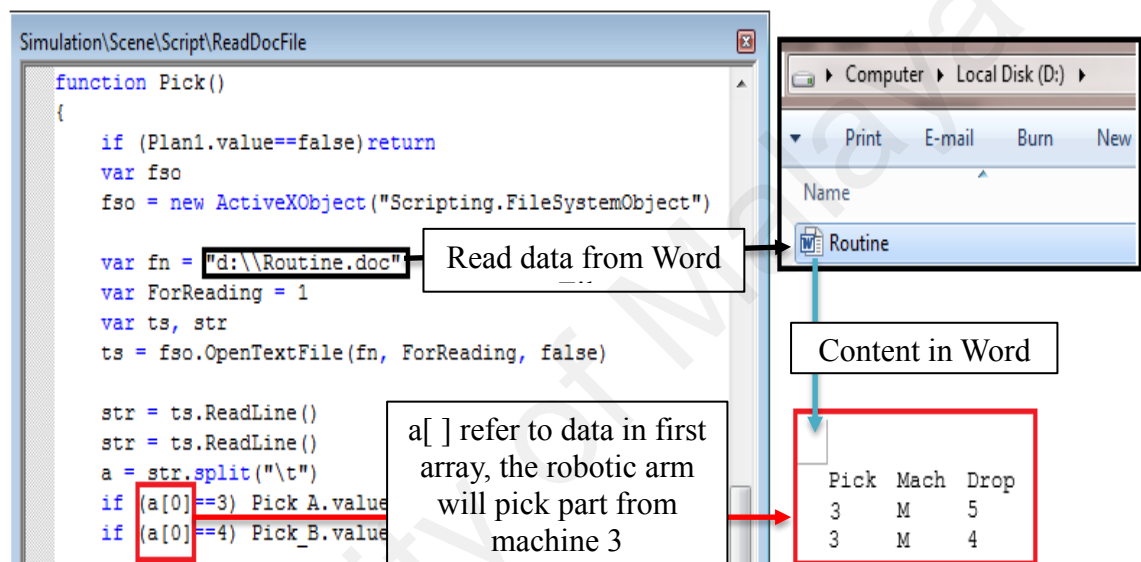 Simulation\Scene\Script\ReadDocFile
function Pick()
{
if (Plan1.value==false)return
var fso
fso = new ActiveXObject("Scripting.FileSystemObject")
var fn = "d:\\Routine.doc"
var ForReading = 1
var ts, str
ts = fso.OpenTextFile(fn, ForReading, false)
str = ts.ReadLine()
str = ts.ReadLine()
a = str.split("\t")
if (a[0]==3) Pick_A.value
if (a[0]==4) Pick_B.value
Read data from Word
a[ ] refer to data in first
array, the robotic arm
will pick part from
machine 3
Computer Local Disk (D:)
Print E-mail Burn New
Name
Routine
Content in Word
Pick Mach Drop
3 M 5
3 M 4
of Malaya